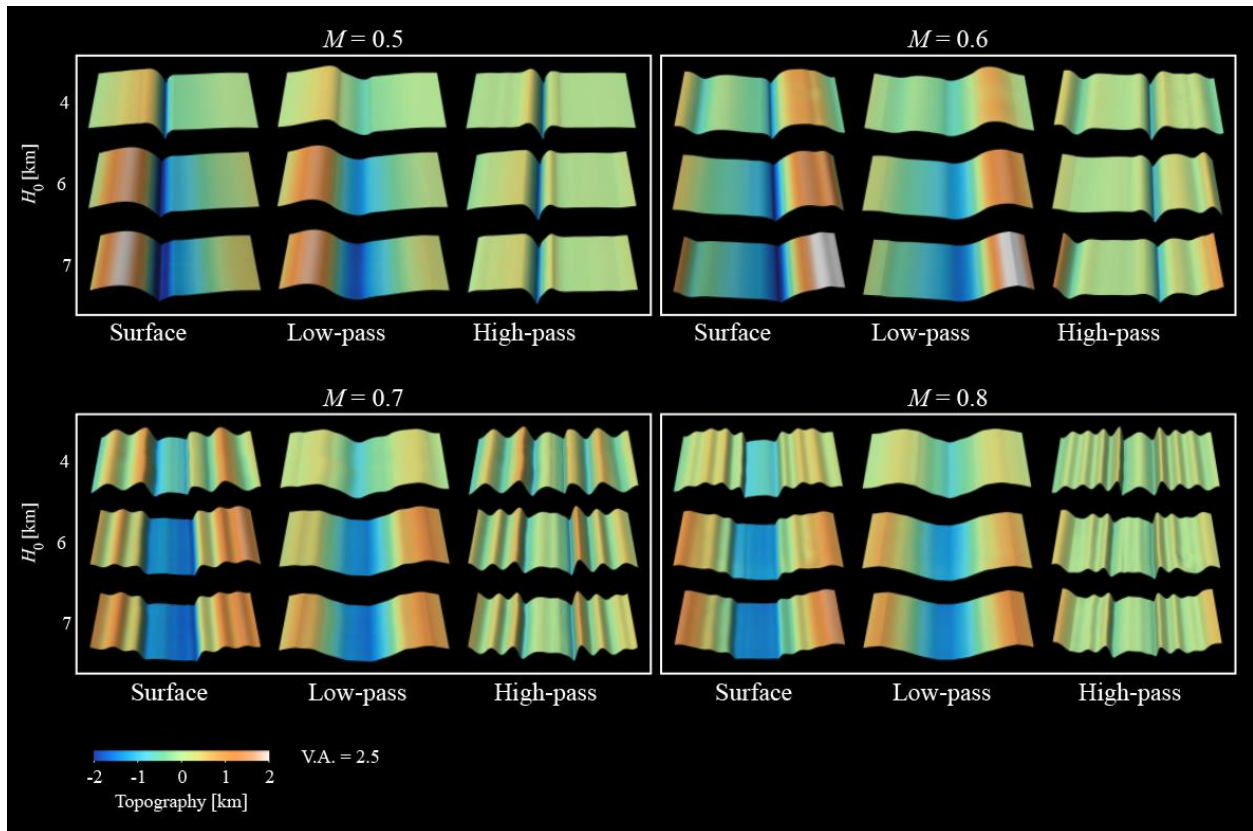 M = 0.5 M = 0.6
4
H0 [km] 6
7
Surface Low-pass High-pass Surface Low-pass High-pass
M = 0.7 M = 0.8
4
H0 [km] 6
7
Surface Low-pass High-pass Surface Low-pass High-pass
V.A. = 2.5
-2 -1 0 1 2
Topography [km]